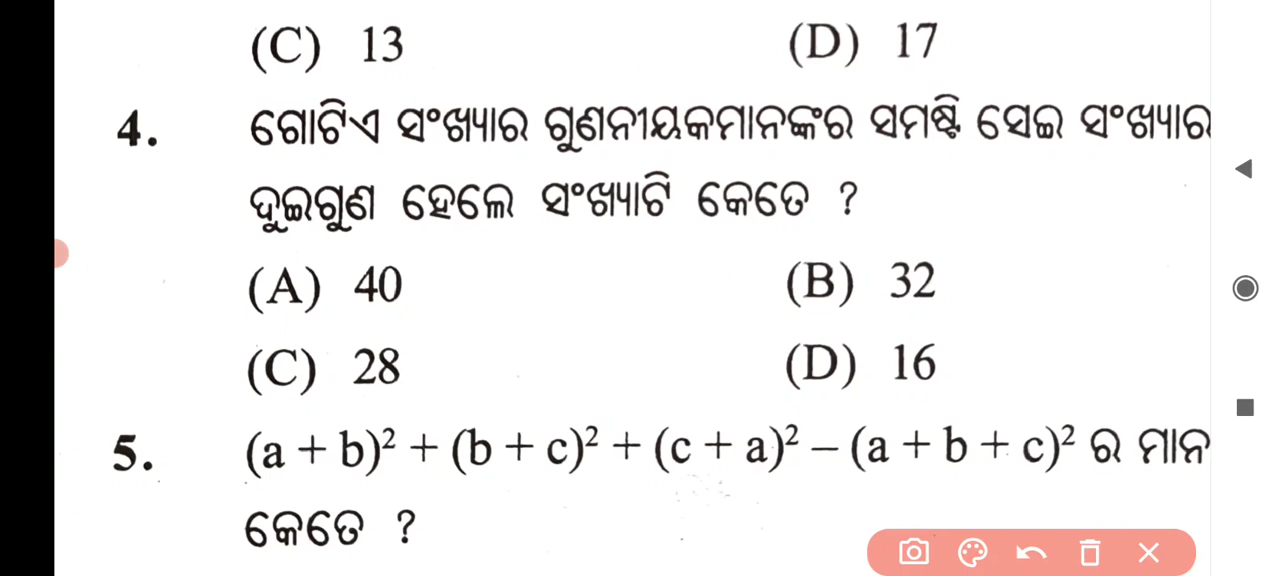 (C) 13 (D) 17
4. ଗୋଟିଏ ସଂଖ୍ୟାର ଗୁଣନୀୟକମାନଙ୍କର ସମଷ୍ଟି ସେଇ ସଂଖ୍ୟାର
ଦୁଇଗୁଣ ହେଲେ ସଂଖ୍ୟାଟି କେତେ ?
(A) 40 (B) 32
(C) 28 (D) 16
5. (a + b)² + (b + c)² + (c + a)² – (a + b + c)² ର ମାନ
କେତେ ?